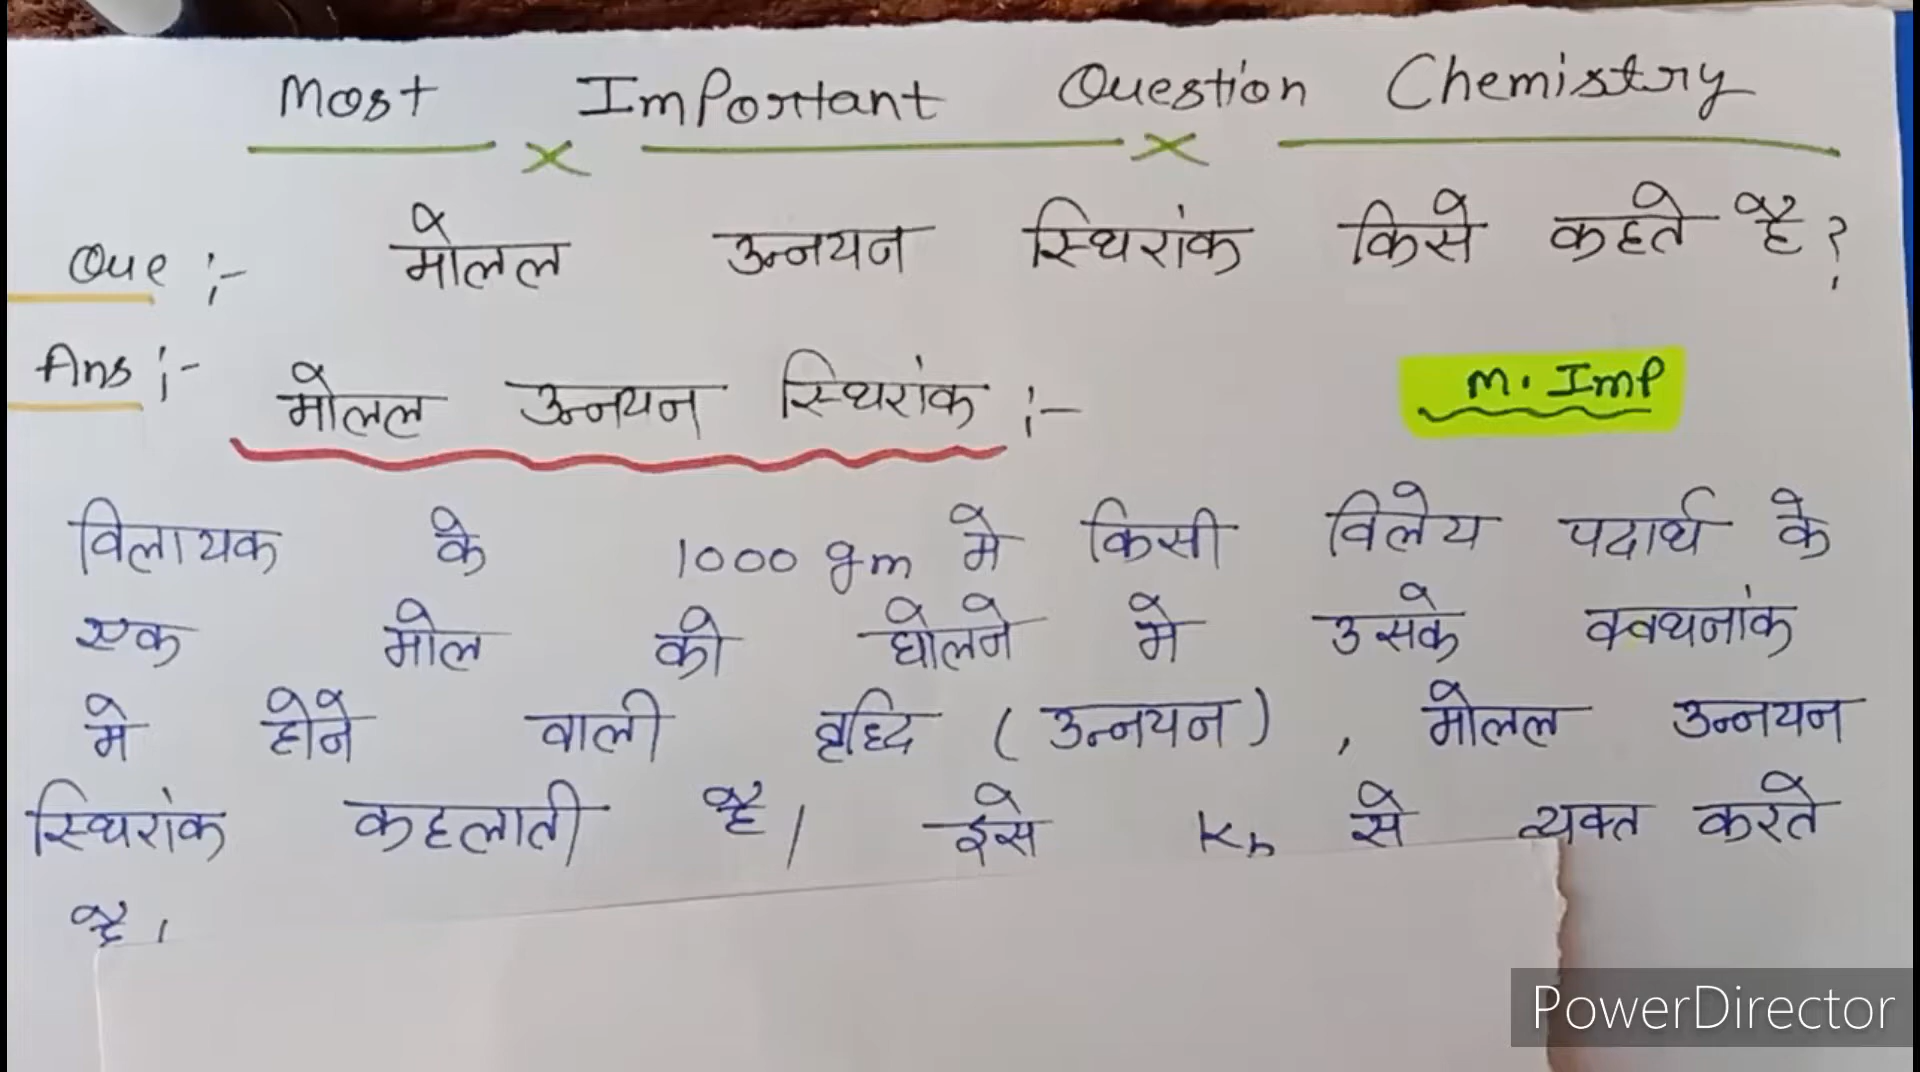 Most Important Question Chemistry
Que :- मोलल उन्नयन स्थिरांक किसे कहते है ?
Ans :- मोलल उन्नयन स्थिरांक :-
M. Imp
विलायक के 1000 gm मे किसी विलेय पदार्थ के
एक मोल को घोलने मे उसके क्वथनांक
मे होने वाली वृध्दि ( उन्नयन ) , मोलल उन्नयन
स्थिरांक कहलाती है। इसे Kb से व्यक्त करते
है।
PowerDirector